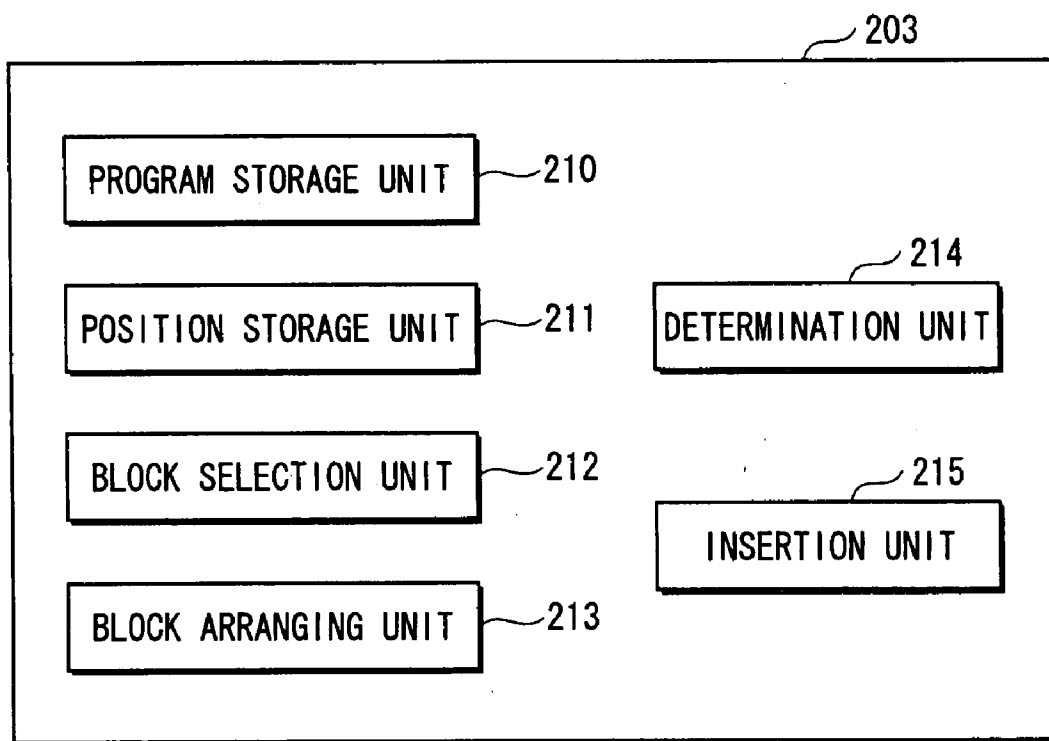 203
PROGRAM STORAGE UNIT 210
POSITION STORAGE UNIT 211
214
DETERMINATION UNIT
BLOCK SELECTION UNIT 212
215
INSERTION UNIT
BLOCK ARRANGING UNIT 213